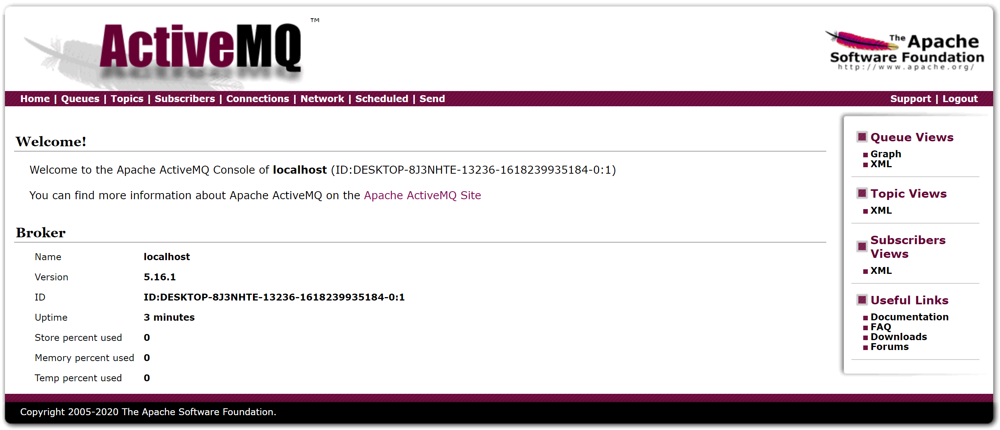 ActiveMQ ™
The Apache
Software Foundation
http://www.apache.org/
Home | Queues | Topics | Subscribers | Connections | Network | Scheduled | Send
Support | Logout
Welcome!
Welcome to the Apache ActiveMQ Console of localhost (ID:DESKTOP-8J3NHTE-13236-1618239935184-0:1)
You can find more information about Apache ActiveMQ on the Apache ActiveMQ Site
Broker
Name localhost
Version 5.16.1
ID ID:DESKTOP-8J3NHTE-13236-1618239935184-0:1
Uptime 3 minutes
Store percent used 0
Memory percent used 0
Temp percent used 0
Queue Views
Graph
XML
Topic Views
XML
Subscribers
Views
XML
Useful Links
Documentation
FAQ
Downloads
Forums
Copyright 2005-2020 The Apache Software Foundation.